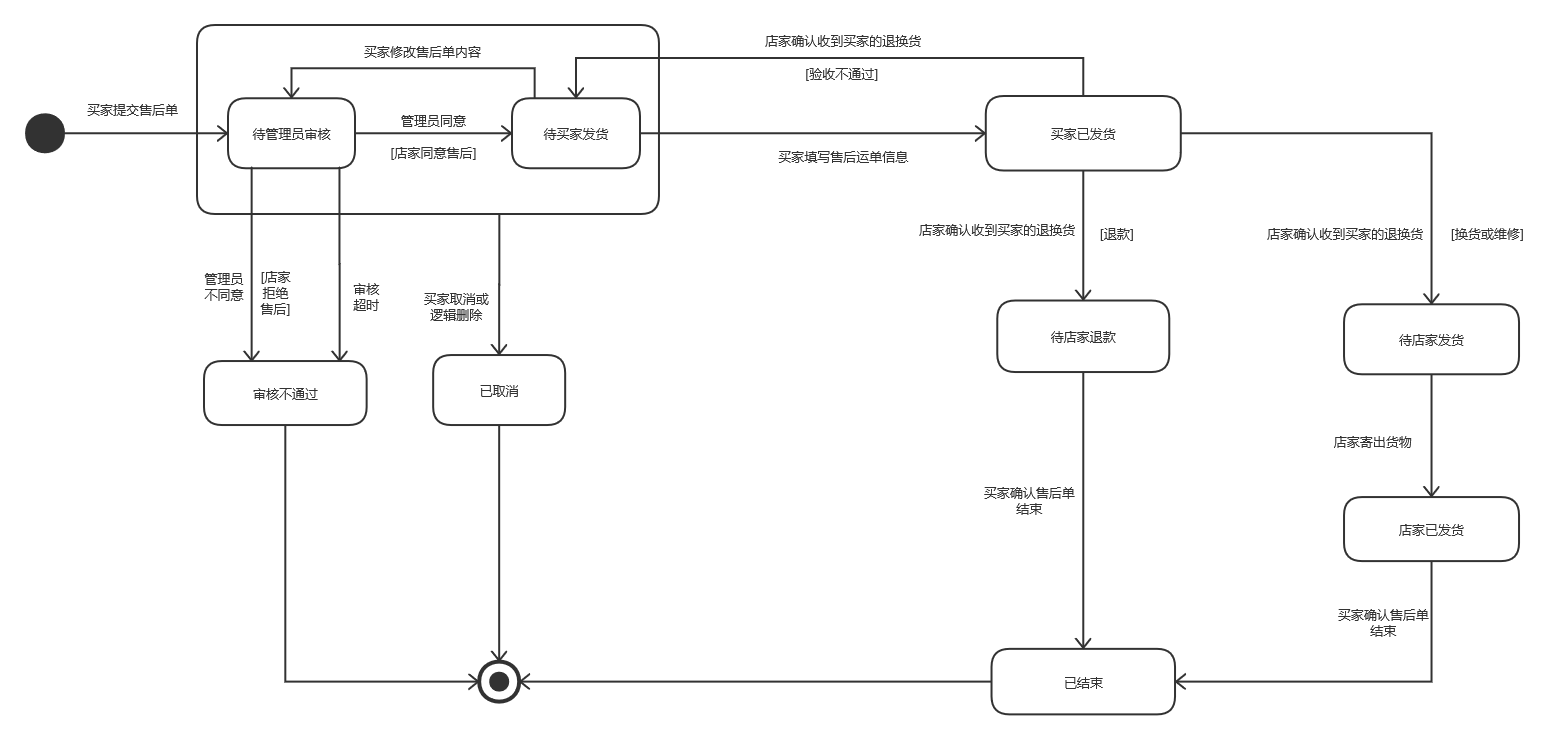 店家确认收到买家的退换货
买家修改售后单内容
[验收不通过]
买家提交售后单
待管理员审核
管理员同意
[店家同意售后]
待买家发货
买家填写售后运单信息
买家已发货
店家确认收到买家的退换货
[退款]
店家确认收到买家的退换货
[换货或维修]
管理员
不同意
[店家
拒绝
售后]
审核
超时
买家取消或
逻辑删除
待店家退款
待店家发货
审核不通过
已取消
店家寄出货物
买家确认售后单
结束
店家已发货
买家确认售后单
结束
已结束